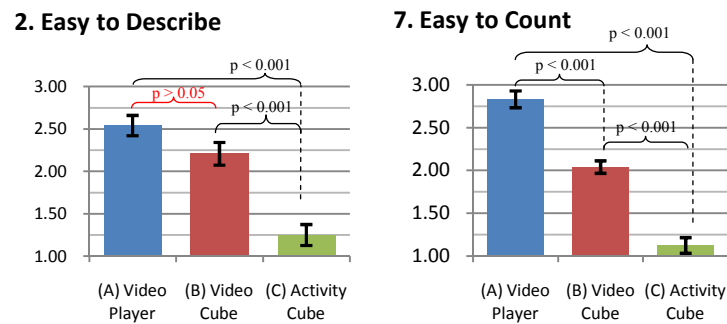 2. Easy to Describe
p < 0.001
p > 0.05
p < 0.001
3.00
2.50
2.00
1.50
1.00
(A) Video Player
(B) Video Cube
(C) Activity Cube
7. Easy to Count
p < 0.001
p < 0.001
p < 0.001
3.00
2.50
2.00
1.50
1.00
(A) Video Player
(B) Video Cube
(C) Activity Cube